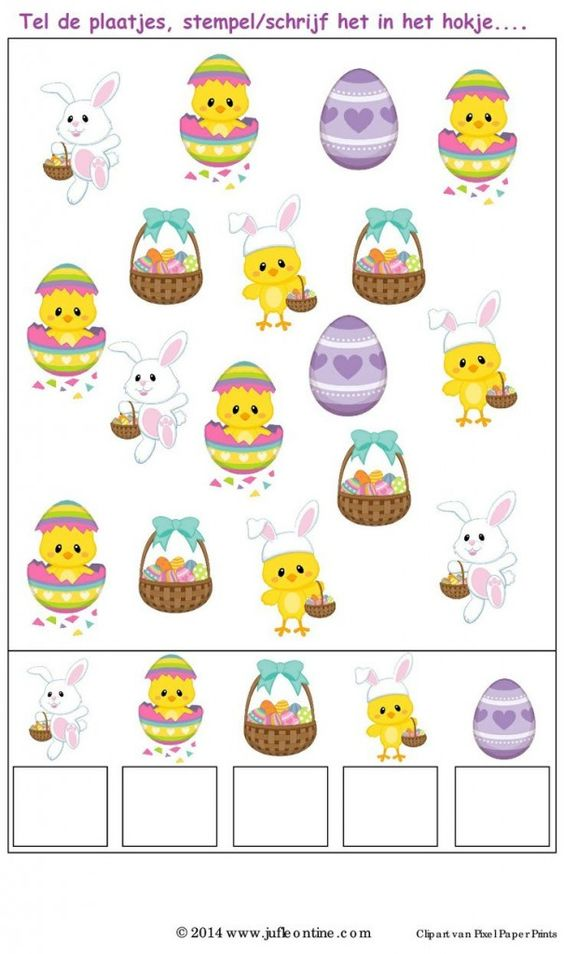 Tel de plaatjes, stempel/schrijf het in het hokje....
© 2014 www.jufleontine.com Clipart van Pixel Paper Prints